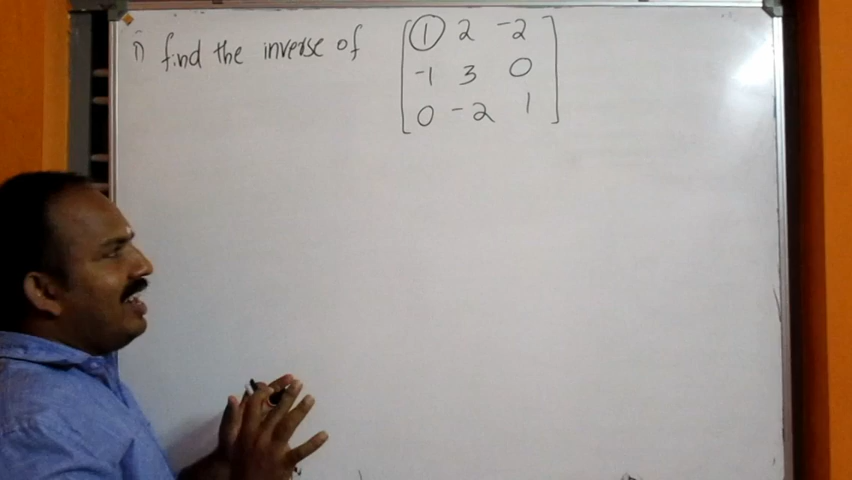 i) find the inverse of
1 2 -2
-1 3 0
0 -2 1